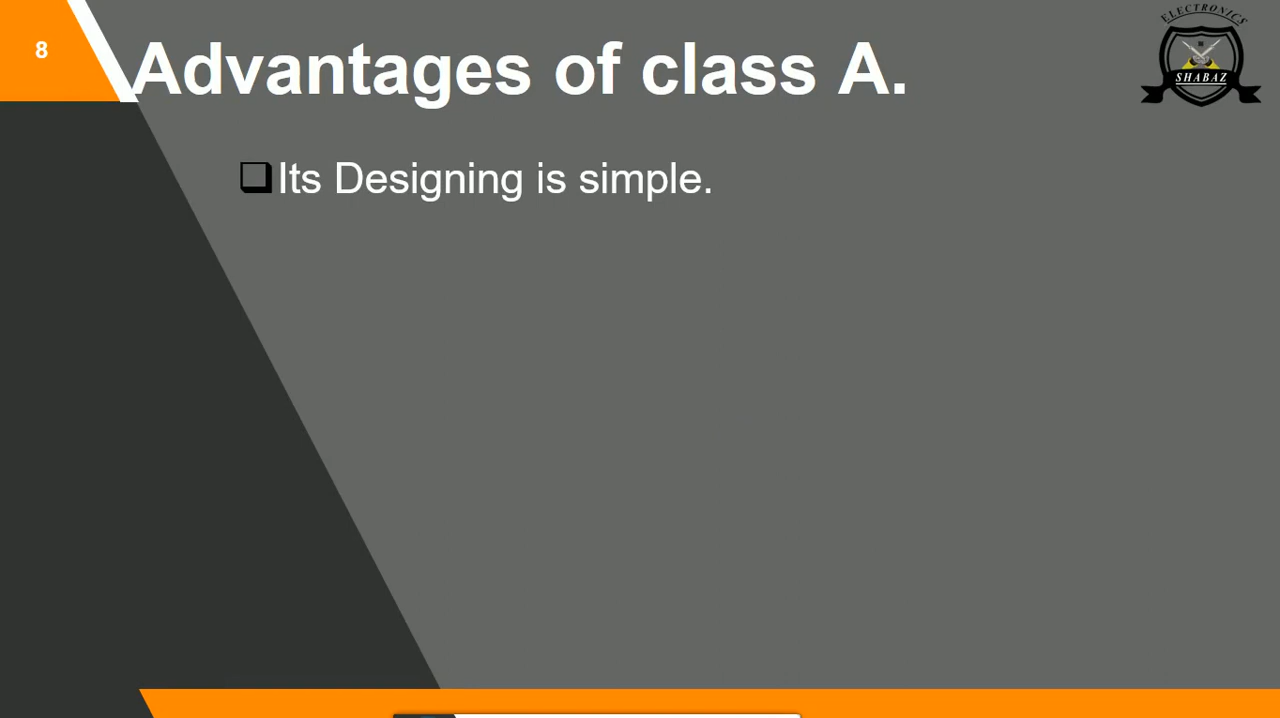 8
Advantages of class A.
ELECTRONICS
SHABAZ
Its Designing is simple.